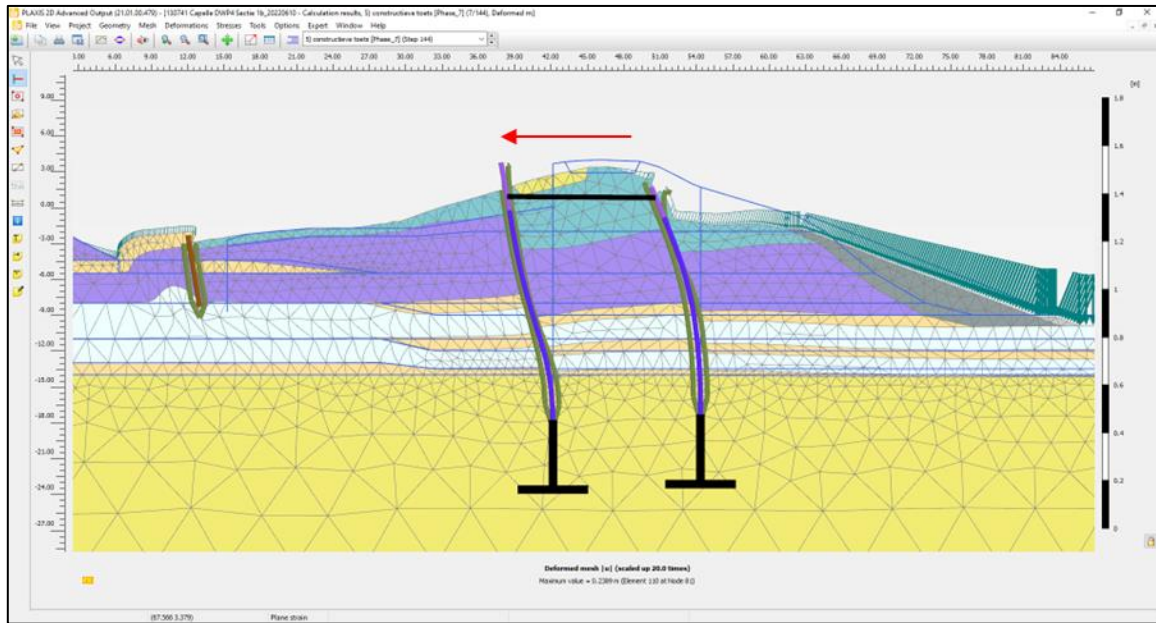 PLAXIS 2D Advanced Output (21.01.00.479) - [130741 Capelle DWP4 Sectie 1b_20220610 - Calculation results, 5) constructieve toets [Phase_7] (7/144), Deformed m]
File View Project Geometry Mesh Deformations Stresses Tools Options Expert Window Help
5) constructieve toets [Phase_7] (Step 144)
3.00 6.00 9.00 12.00 15.00 18.00 21.00 24.00 27.00 30.00 33.00 36.00 39.00 42.00 45.00 48.00 51.00 54.00 57.00 60.00 63.00 66.00 69.00 72.00 75.00 78.00 81.00 84.00
[m]
9.00
6.00
3.00
0.00
-3.00
-6.00
-9.00
-12.00
-15.00
-18.00
-21.00
-24.00
-27.00
1.8
1.6
1.4
1.2
1
0.8
0.6
0.4
0.2
0
Deformed mesh |u| (scaled up 20.0 times)
Maximum value = 0.2389 m (Element 110 at Node 81)
(67.566 3.379) Plane strain